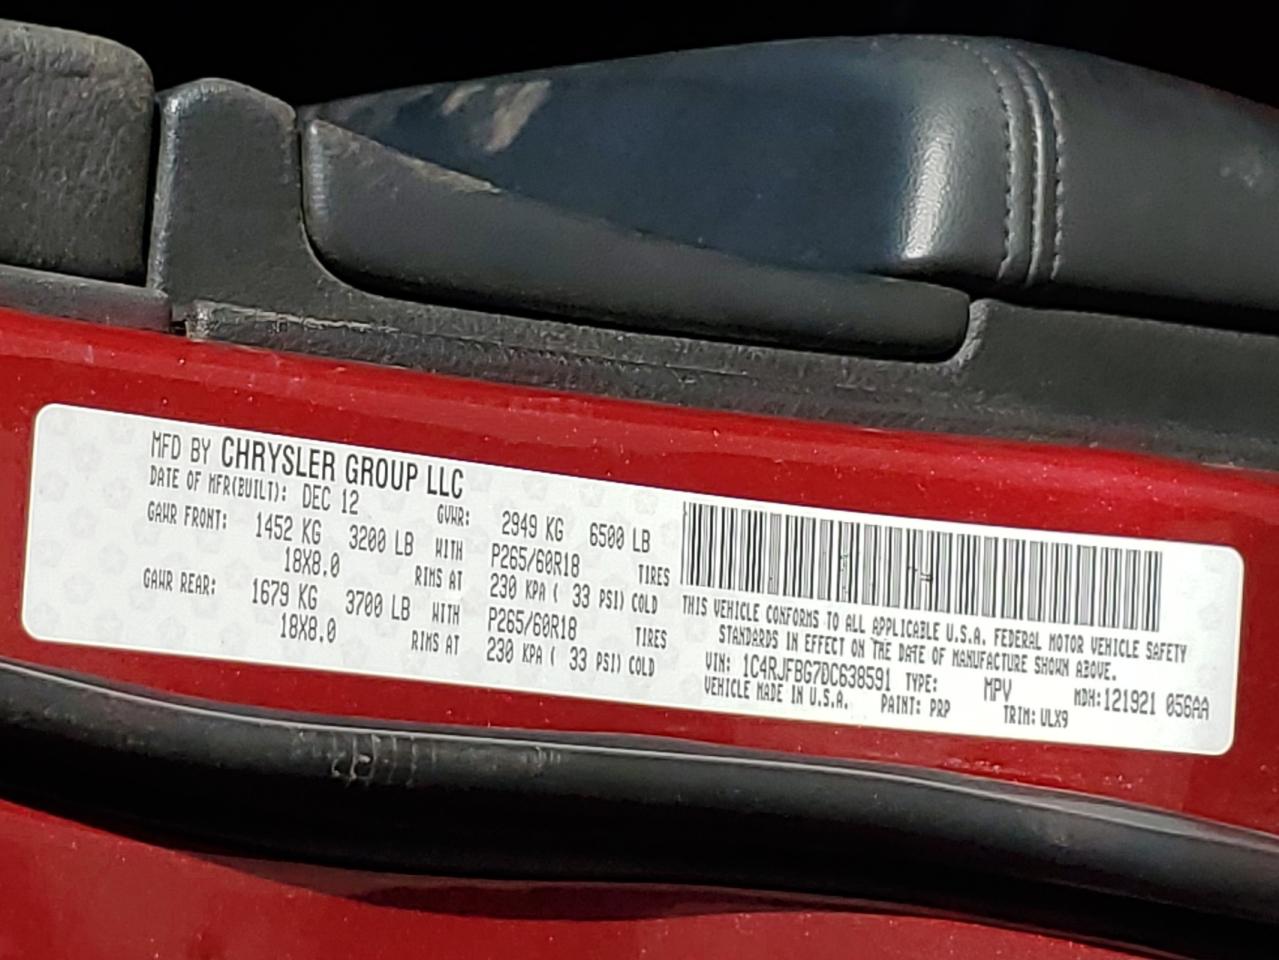 MFD BY CHRYSLER GROUP LLC
DATE OF MFR(BUILT): DEC 12 GVWR: 2949 KG 6500 LB
GAWR FRONT: 1452 KG 3200 LB WITH P265/60R18 TIRES
18X8.0 RIMS AT 230 KPA ( 33 PSI) COLD
GAWR REAR: 1679 KG 3700 LB WITH P265/60R18 TIRES
18X8.0 RIMS AT 230 KPA ( 33 PSI) COLD
THIS VEHICLE CONFORMS TO ALL APPLICABLE U.S.A. FEDERAL MOTOR VEHICLE SAFETY
STANDARDS IN EFFECT ON THE DATE OF MANUFACTURE SHOWN ABOVE.
VIN: 1C4RJFBG7DC638591 TYPE: MPV MDH:121921 056AA
VEHICLE MADE IN U.S.A. PAINT: PRP TRIM:ULX9